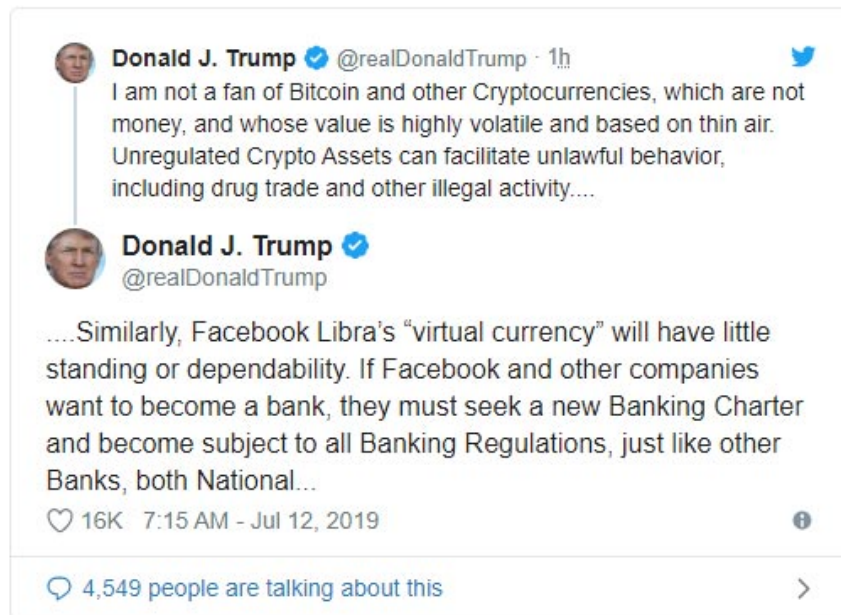 Donald J. Trump @realDonaldTrump · 1h
I am not a fan of Bitcoin and other Cryptocurrencies, which are not
money, and whose value is highly volatile and based on thin air.
Unregulated Crypto Assets can facilitate unlawful behavior,
including drug trade and other illegal activity....
Donald J. Trump
@realDonaldTrump
....Similarly, Facebook Libra’s “virtual currency” will have little
standing or dependability. If Facebook and other companies
want to become a bank, they must seek a new Banking Charter
and become subject to all Banking Regulations, just like other
Banks, both National...
16K 7:15 AM - Jul 12, 2019
4,549 people are talking about this